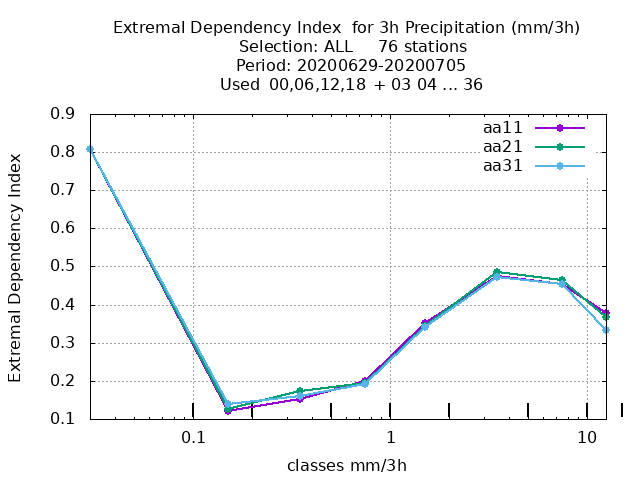 Extremal Dependency Index  for 3h Precipitation (mm/3h)
Selection: ALL     76 stations
Period: 20200629-20200705
Used  00,06,12,18  + 03 04 ... 36
aa11
aa21
aa31
0.9
0.8
0.7
0.6
0.5
0.4
0.3
0.2
0.1
Extremal Dependency Index
0.1
1
10
classes mm/3h